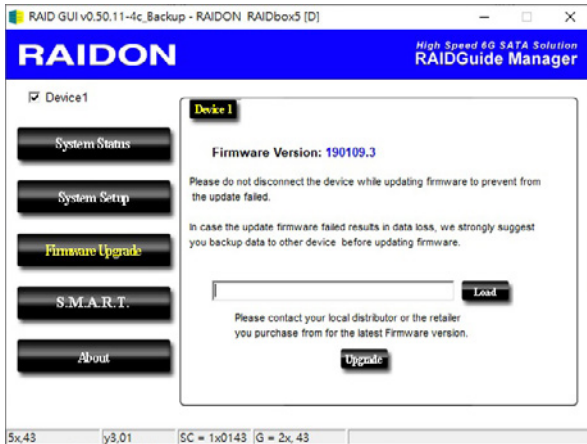 RAID GUI v0.50.11-4c_Backup - RAIDON RAIDbox5 [D]
RAIDON
High Speed 6G SATA Solution
RAIDGuide Manager
Device1
System Status
System Setup
Firmware Upgrade
S.M.A.R.T.
About
Device 1
Firmware Version: 190109.3
Please do not disconnect the device while updating firmware to prevent from
the update failed.
In case the update firmware failed results in data loss, we strongly suggest
you backup data to other device before updating firmware.
Load
Please contact your local distributor or the retailer
you purchase from for the latest Firmware version.
Upgrade
5x,43 y3,01 SC = 1x0143 G = 2x, 43